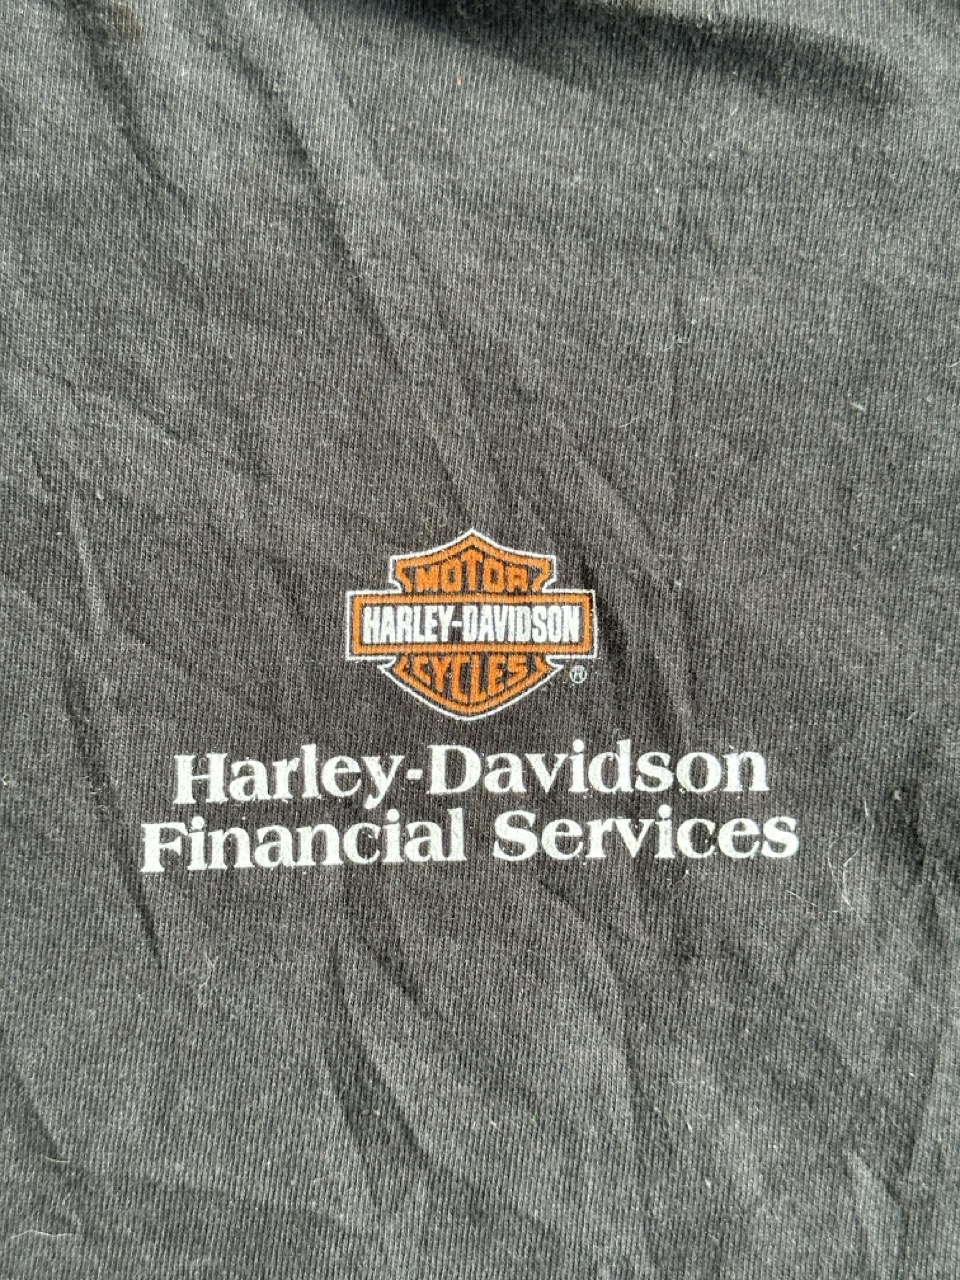 MOTOR
HARLEY-DAVIDSON
CYCLES
®
Harley-Davidson
Financial Services